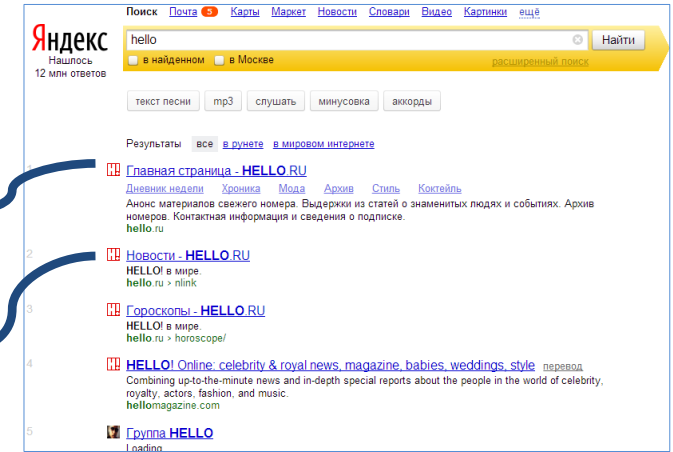 Поиск Почта 5 Карты Маркет Новости Словари Видео Картинки ещё
Яндекс
hello
Найти
Нашлось
12 млн ответов
в найденном в Москве расширенный поиск
текст песни mp3 слушать минусовка аккорды
Результаты все в рунете в мировом интернете
1
Главная страница - HELLO.RU
Дневник недели Хроника Мода Архив Стиль Коктейль
Анонс материалов свежего номера. Выдержки из статей о знаменитых людях и событиях. Архив
номеров. Контактная информация и сведения о подписке.
hello.ru
2
Новости - HELLO.RU
HELLO! в мире.
hello.ru › nlink
3
Гороскопы - HELLO.RU
HELLO! в мире.
hello.ru › horoscope/
4
HELLO! Online: celebrity & royal news, magazine, babies, weddings, style перевод
Combining up-to-the-minute news and in-depth special reports about the people in the world of celebrity,
royalty, actors, fashion, and music.
hellomagazine.com
5
Группа HELLO
Loading